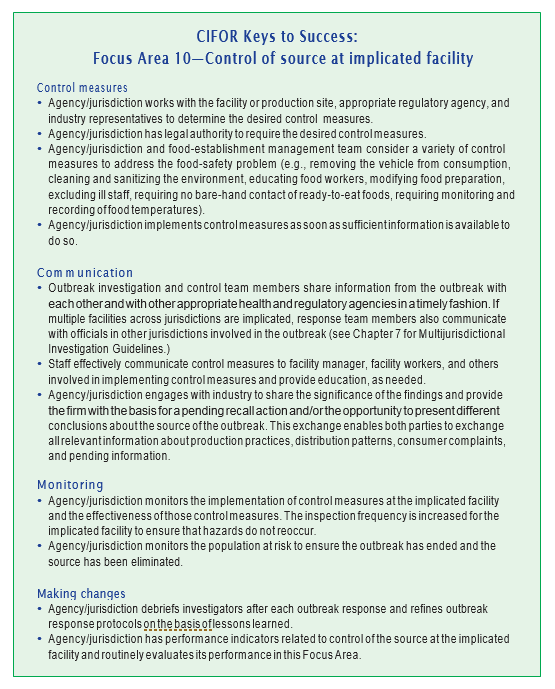 CIFOR Keys to Success:
Focus Area 10—Control of source at implicated facility
Control measures
• Agency/jurisdiction works with the facility or production site, appropriate regulatory agency, and
industry representatives to determine the desired control measures.
• Agency/jurisdiction has legal authority to require the desired control measures.
• Agency/jurisdiction and food-establishment management team consider a variety of control
measures to address the food-safety problem (e.g., removing the vehicle from consumption,
cleaning and sanitizing the environment, educating food workers, modifying food preparation,
excluding ill staff, requiring no bare-hand contact of ready-to-eat foods, requiring monitoring and
recording of food temperatures).
• Agency/jurisdiction implements control measures as soon as sufficient information is available to
do so.
Communication
• Outbreak investigation and control team members share information from the outbreak with
each other and with other appropriate health and regulatory agencies in a timely fashion. If
multiple facilities across jurisdictions are implicated, response team members also communicate
with officials in other jurisdictions involved in the outbreak (see Chapter 7 for Multijurisdictional
Investigation Guidelines.)
• Staff effectively communicate control measures to facility manager, facility workers, and others
involved in implementing control measures and provide education, as needed.
• Agency/jurisdiction engages with industry to share the significance of the findings and provide
the firm with the basis for a pending recall action and/or the opportunity to present different
conclusions about the source of the outbreak. This exchange enables both parties to exchange
all relevant information about production practices, distribution patterns, consumer complaints,
and pending information.
Monitoring
• Agency/jurisdiction monitors the implementation of control measures at the implicated facility
and the effectiveness of those control measures. The inspection frequency is increased for the
implicated facility to ensure that hazards do not reoccur.
• Agency/jurisdiction monitors the population at risk to ensure the outbreak has ended and the
source has been eliminated.
Making changes
• Agency/jurisdiction debriefs investigators after each outbreak response and refines outbreak
response protocols on the basis of lessons learned.
• Agency/jurisdiction has performance indicators related to control of the source at the implicated
facility and routinely evaluates its performance in this Focus Area.